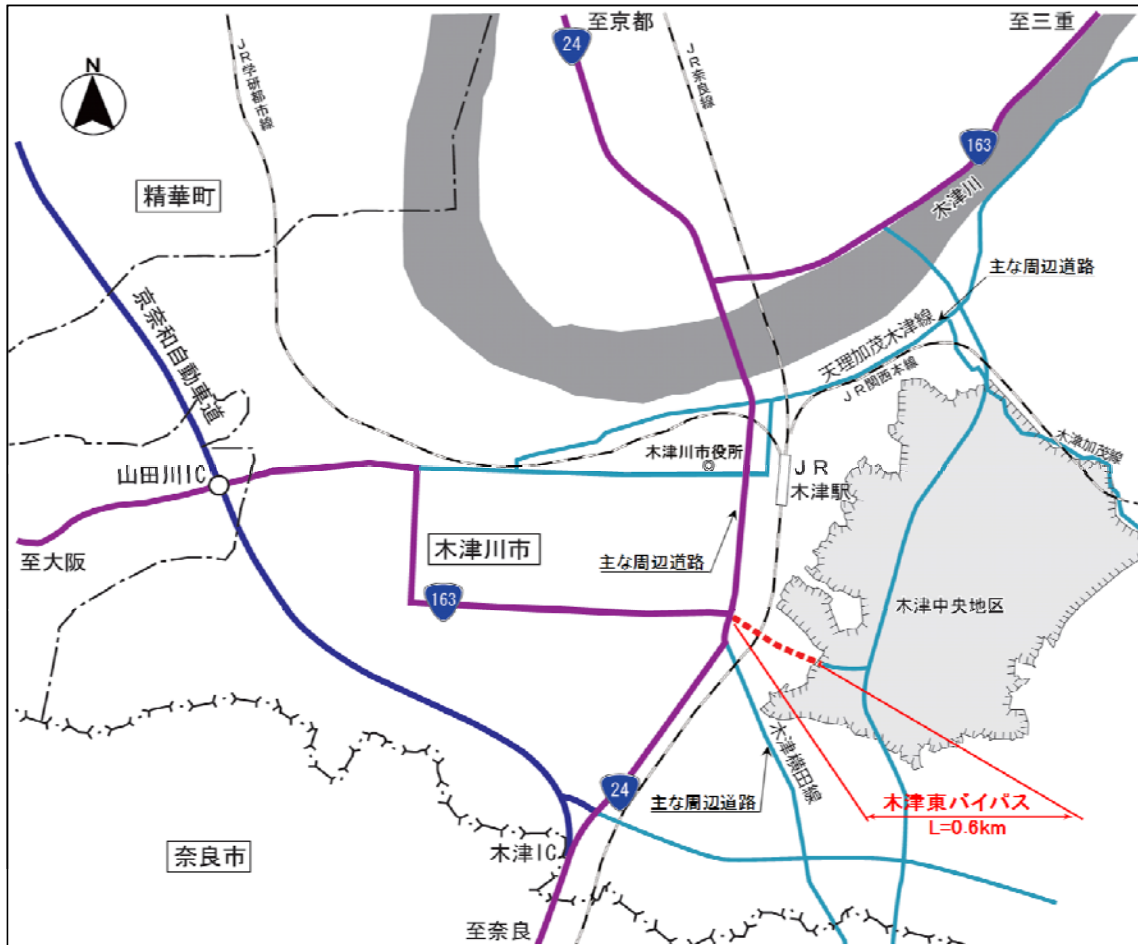 至京都
至三重
24
N
JR学研都市線
JR奈良線
163
精華町
木津川
主な周辺道路
京奈和自動車道
天理加茂木津線
JR関西本線
木津川市役所
JR
木津駅
木津加茂線
山田川IC
至大阪
木津川市
主な周辺道路
163
木津中央地区
木津横田線
24
主な周辺道路
木津東バイパス
L=0.6km
木津IC
奈良市
至奈良